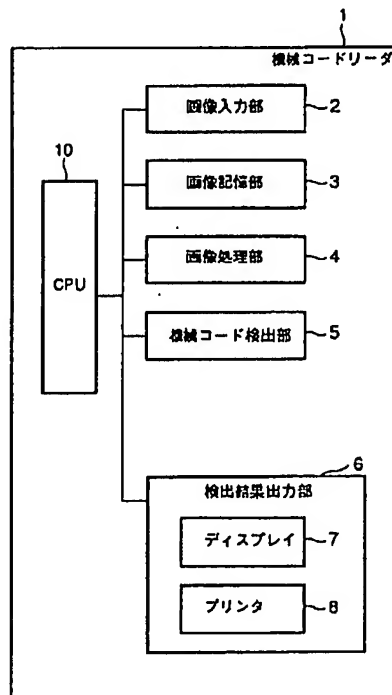 1
機械コードリーダ
画像入力部
2
10
画像記憶部
3
CPU
画像処理部
4
機械コード検出部
5
6
検出結果出力部
ディスプレイ
7
プリンタ
8